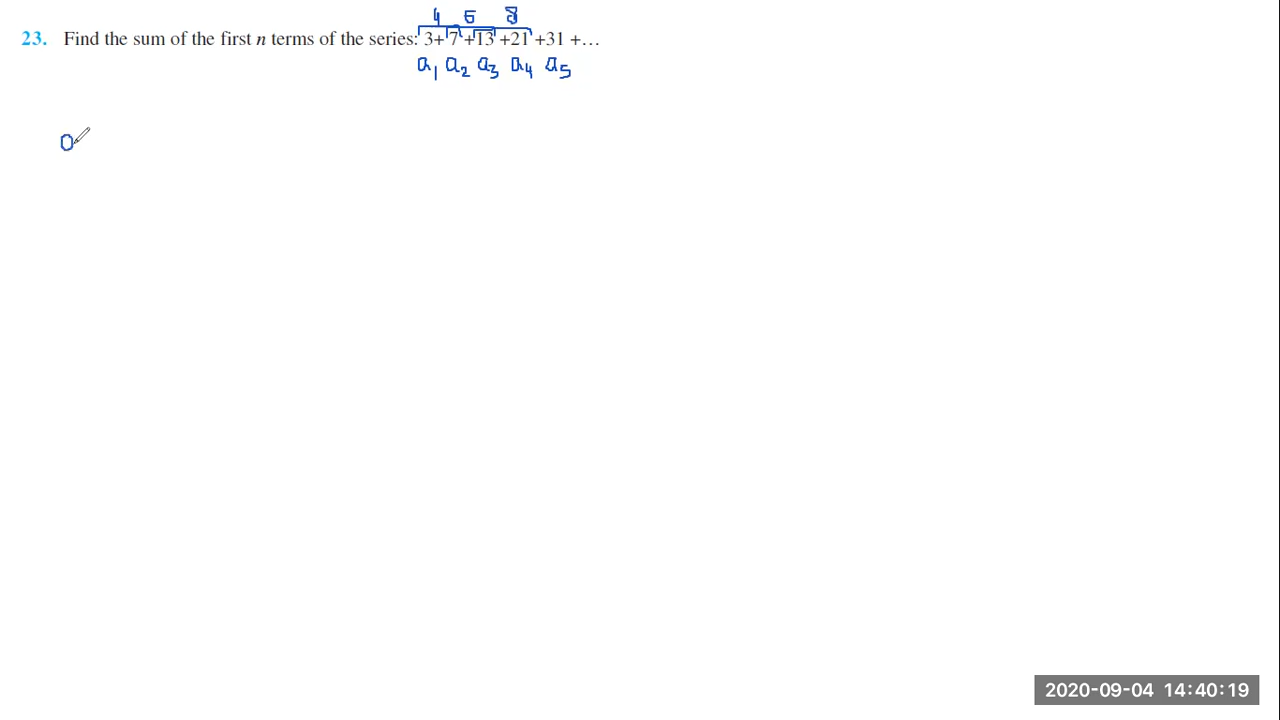 4 6 8
23. Find the sum of the first n terms of the series: 3+ 7 +13 +21 +31 +…
a1 a2 a3 a4 a5
a
2020-09-04 14:40:19